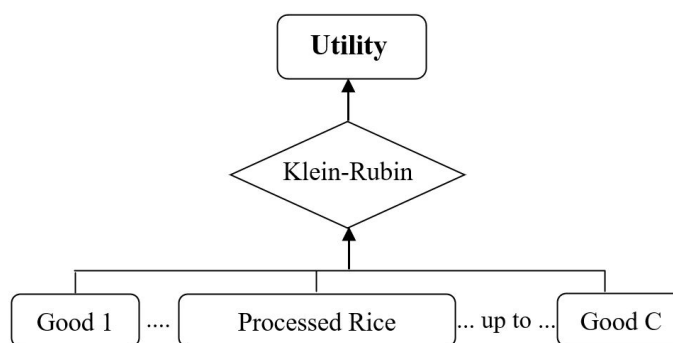 Utility
Klein-Rubin
Good 1 .... Processed Rice ... up to ... Good C